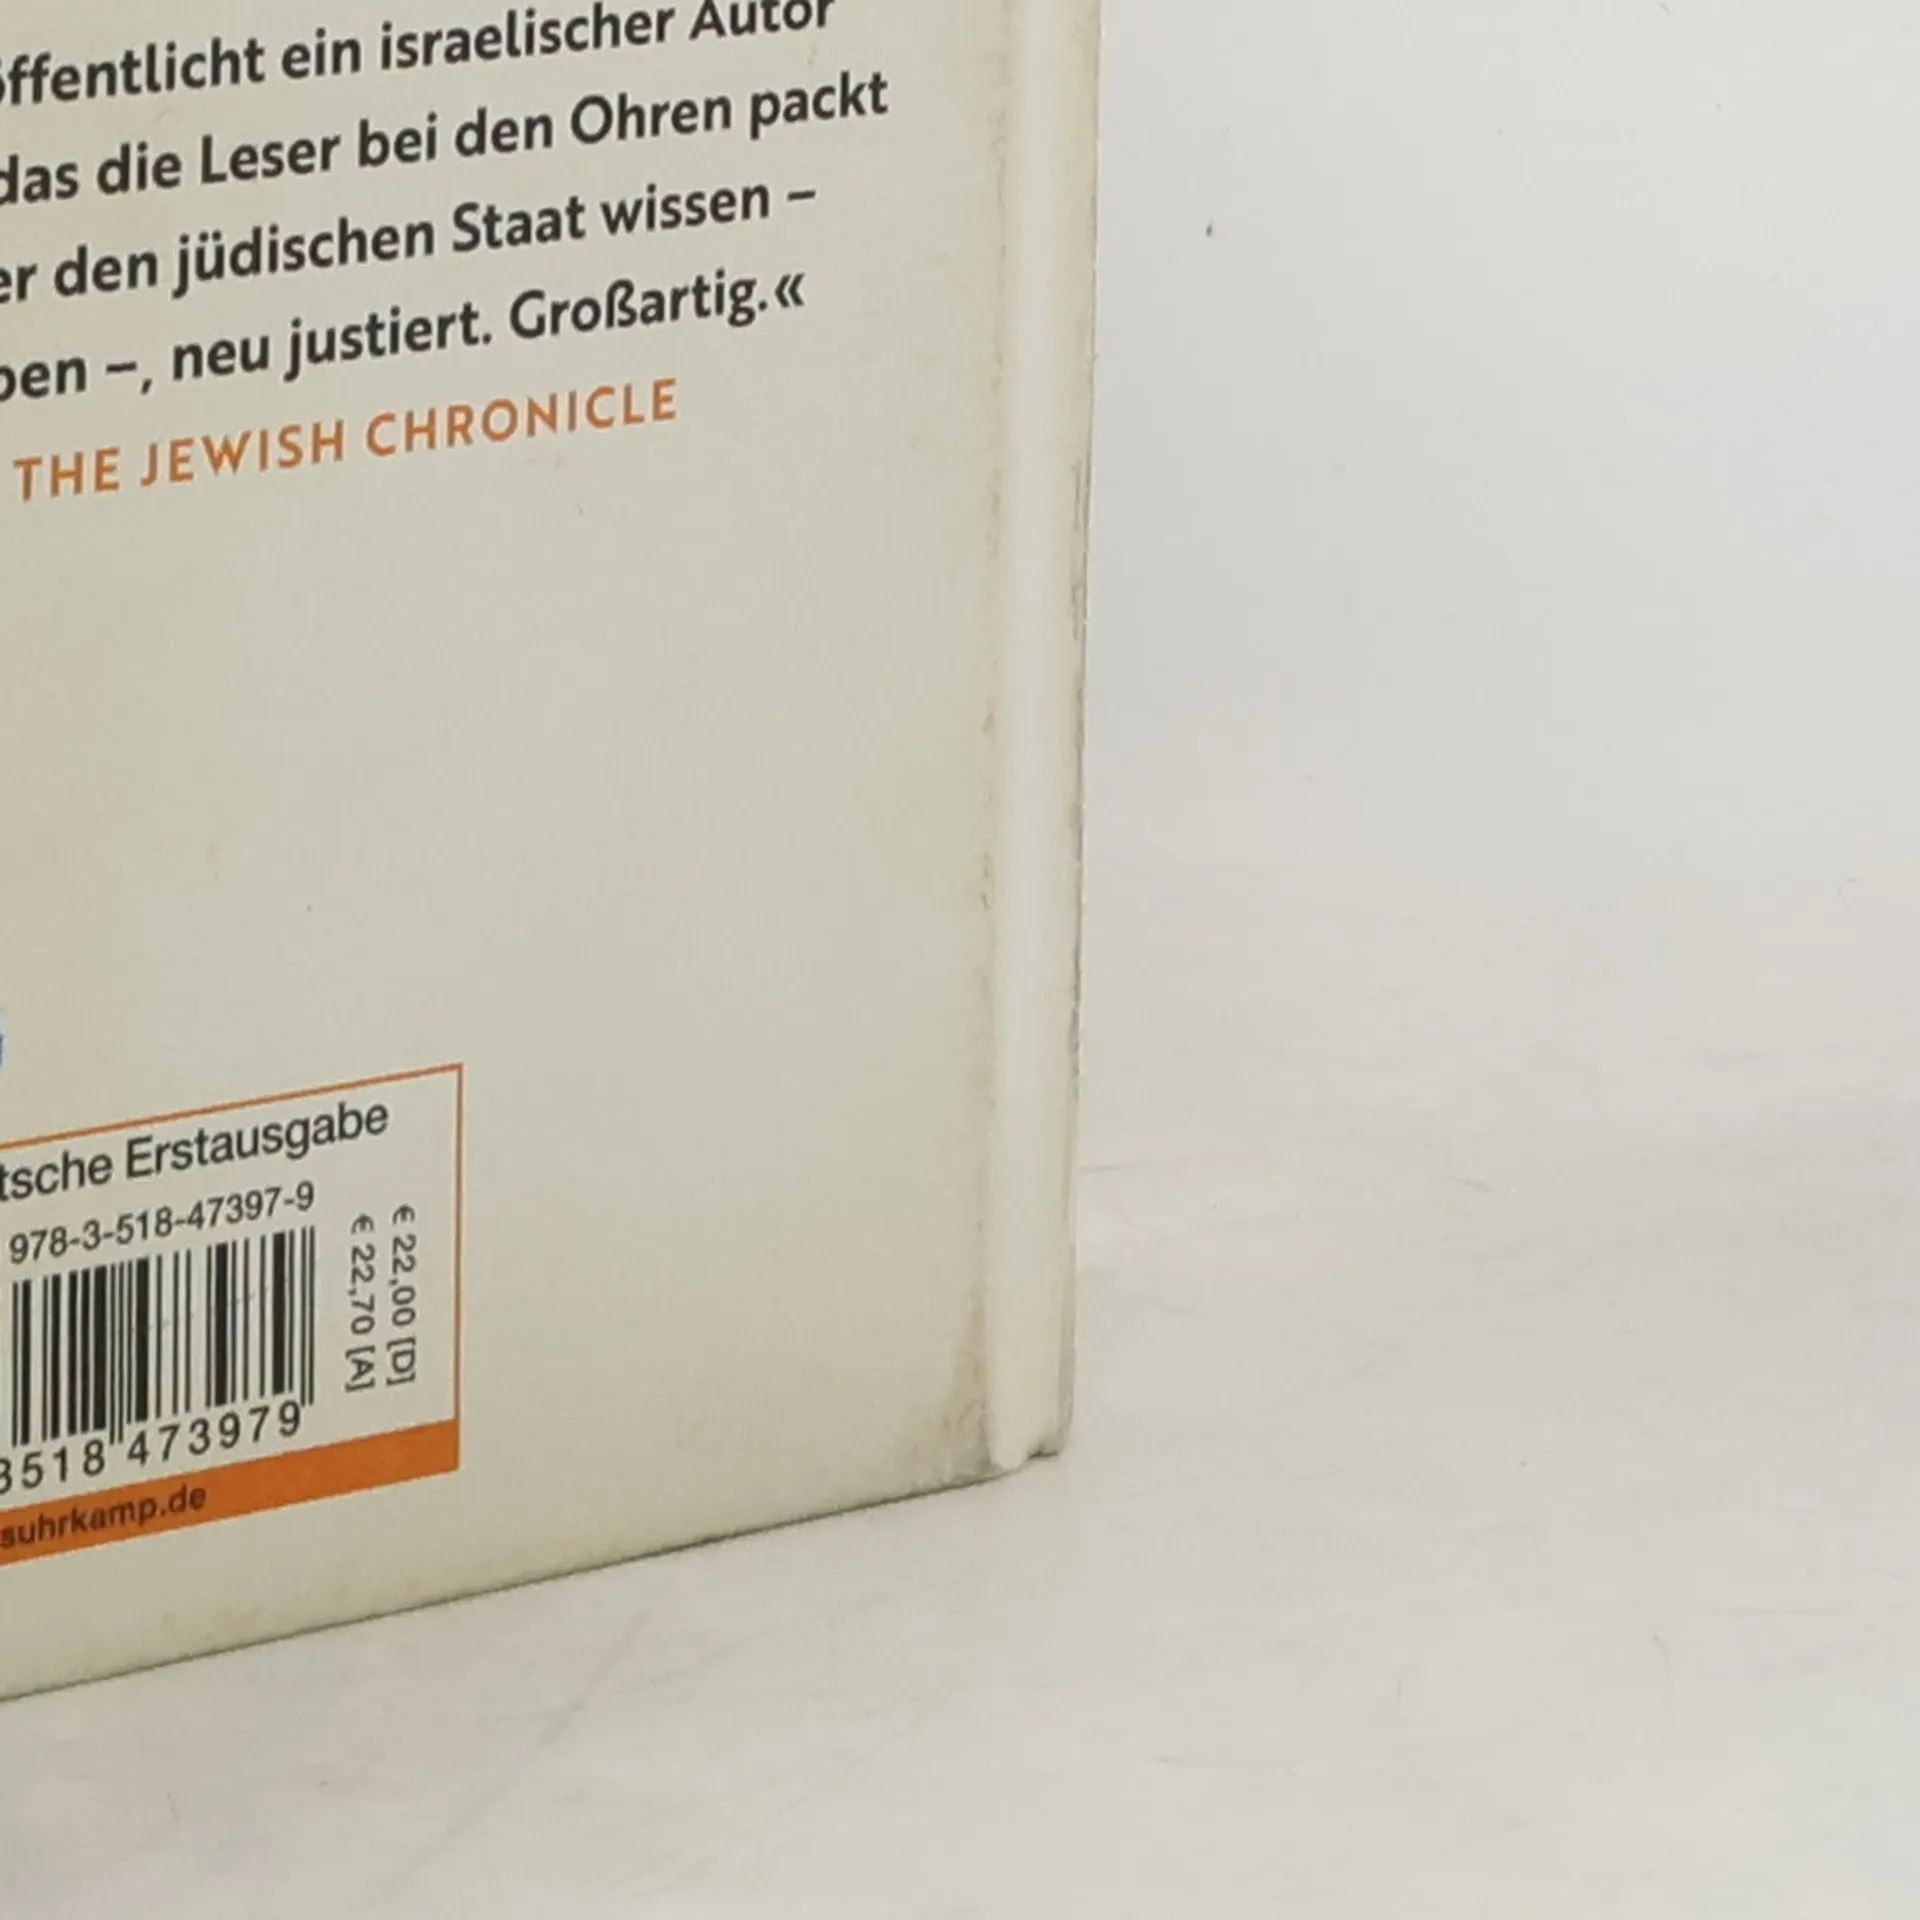 öffentlicht ein israelischer Autor
das die Leser bei den Ohren packt
er den jüdischen Staat wissen –
ben –, neu justiert. Großartig.«
THE JEWISH CHRONICLE
tsche Erstausgabe
978-3-518-47397-9
€ 22,00 [D]
€ 22,70 [A]
3518 473979
suhrkamp.de